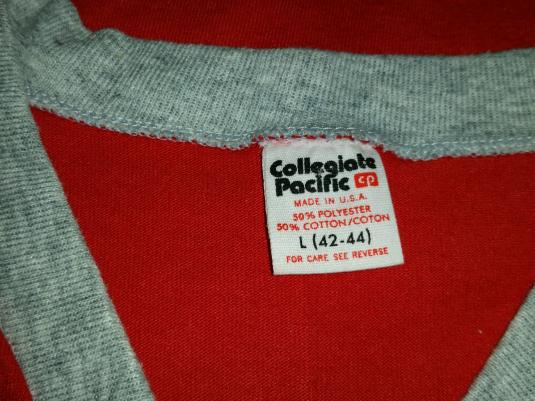 Collegiate
Pacific cp
MADE IN U.S.A.
50% POLYESTER
50% COTTON/COTON
L (42-44)
FOR CARE SEE REVERSE